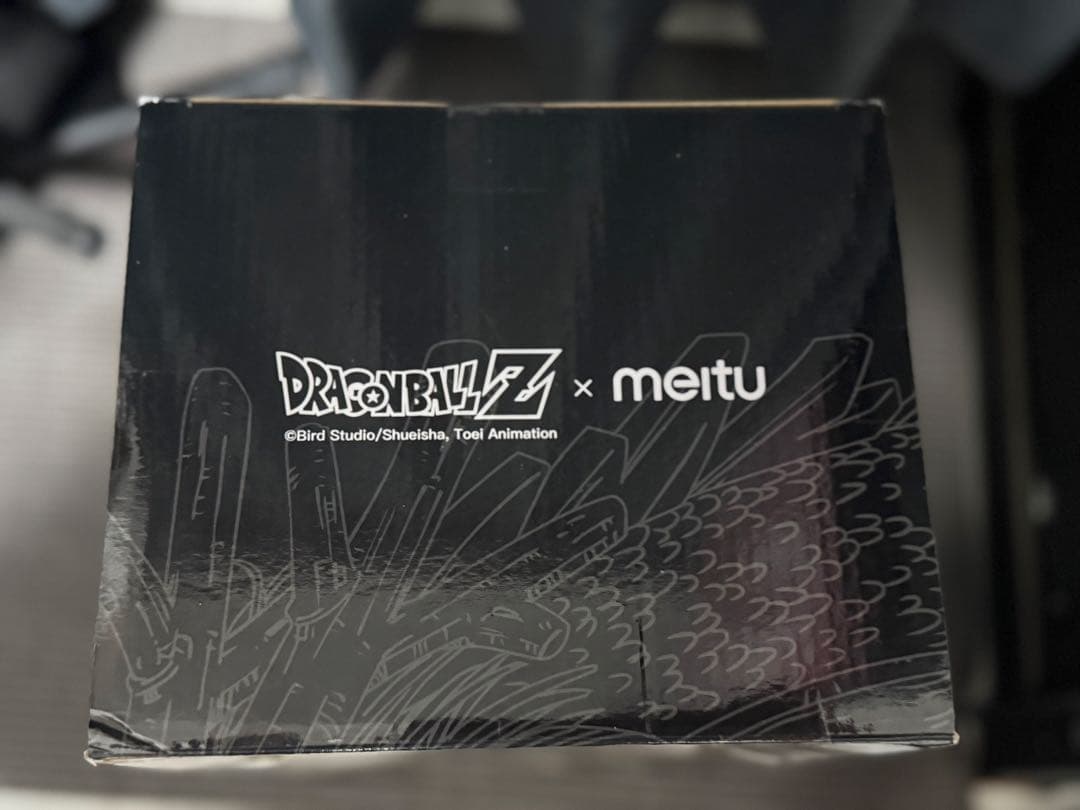 DRAGONBALL Z × meitu
©Bird Studio/Shueisha, Toei Animation